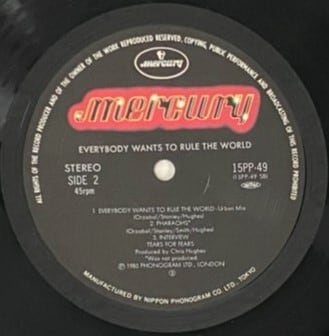 ALL RIGHTS OF THE RECORD PRODUCER AND OF THE OWNER OF THE WORK REPRODUCED RESERVED, COPYING, PUBLIC PERFORMANCE AND BROADCASTING OF THIS RECORD PROHIBITED
mercury
mercury
EVERYBODY WANTS TO RULE THE WORLD
STEREO
SIDE 2
45rpm
15PP-49
(15PP-49 SB)
1. EVERYBODY WANTS TO RULE THE WORLD-Urban Mix
(Orzabal/Stanley/Hughes)
2. PHARAOHS*
(Orzabal/Stanley/Smith/Hughes)
3. INTERVIEW
TEARS FOR FEARS
Produced by Chris Hughes
*Was not produced.
℗ 1985 PHONOGRAM LTD., LONDON
MANUFACTURED BY NIPPON PHONOGRAM CO. LTD., TOKYO